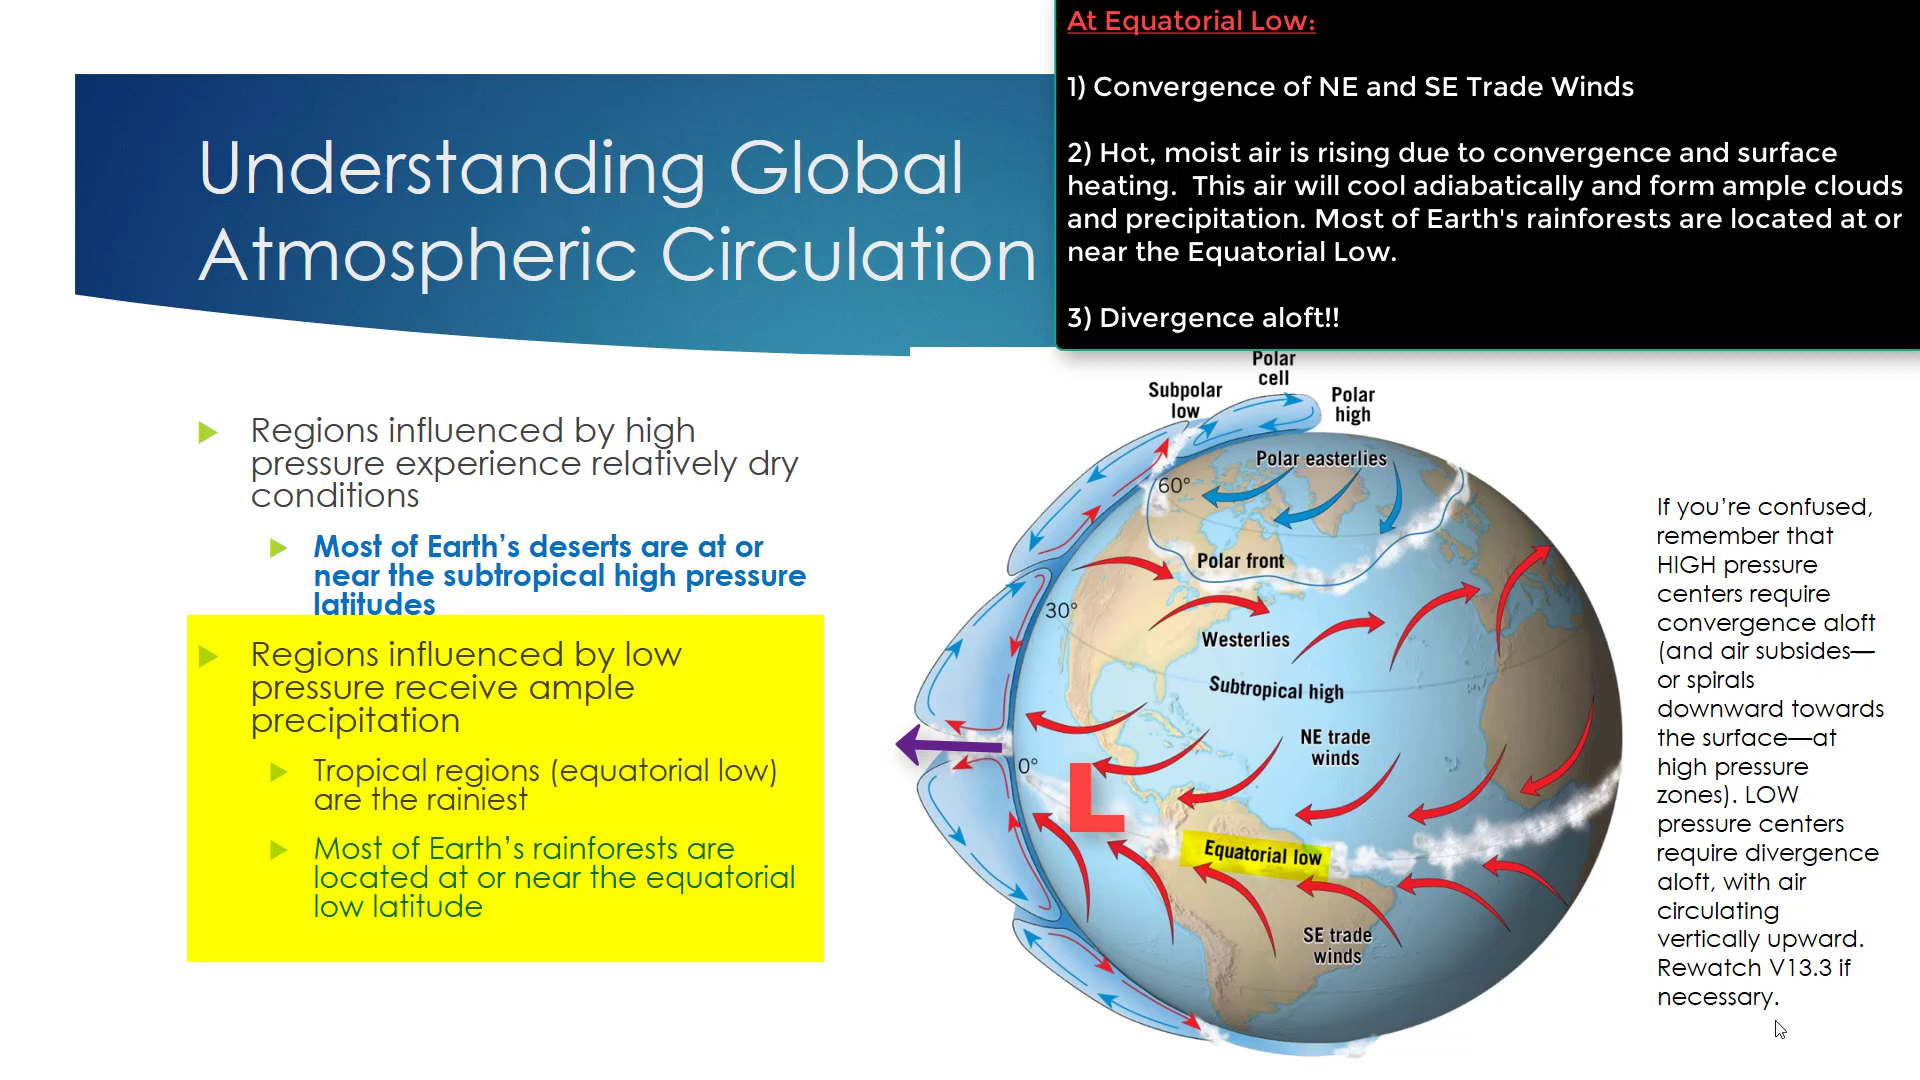 At Equatorial Low:
1) Convergence of NE and SE Trade Winds
2) Hot, moist air is rising due to convergence and surface
heating.  This air will cool adiabatically and form ample clouds
and precipitation. Most of Earth's rainforests are located at or
near the Equatorial Low.
3) Divergence aloft!!
Understanding Global
Atmospheric Circulation
Regions influenced by high
pressure experience relatively dry
conditions
Most of Earth’s deserts are at or
near the subtropical high pressure
latitudes
Regions influenced by low
pressure receive ample
precipitation
Tropical regions (equatorial low)
are the rainiest
Most of Earth’s rainforests are
located at or near the equatorial
low latitude
Polar
cell
Subpolar
low
Polar
high
Polar easterlies
60°
Polar front
30°
Westerlies
Subtropical high
NE trade
winds
0°
L
Equatorial low
SE trade
winds
If you’re confused,
remember that
HIGH pressure
centers require
convergence aloft
(and air subsides—
or spirals
downward towards
the surface—at
high pressure
zones). LOW
pressure centers
require divergence
aloft, with air
circulating
vertically upward.
Rewatch V13.3 if
necessary.